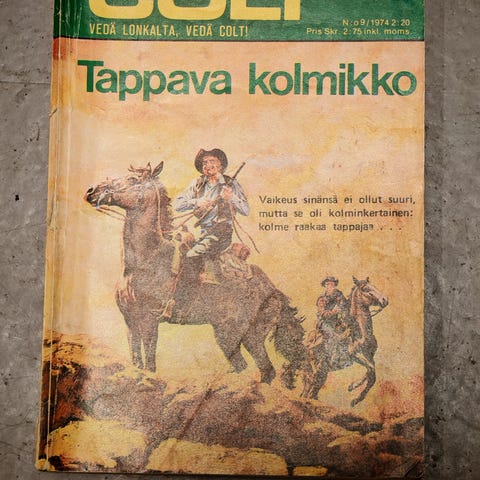 COLT
VEDÄ LONKALTA, VEDÄ COLT!
N:o 9/1974 2:20
Pris Skr. 2:75 inkl. moms
Tappava kolmikko
Vaikeus sinänsä ei ollut suuri,
mutta se oli kolminkertainen:
kolme raakaa tappajaa . . .